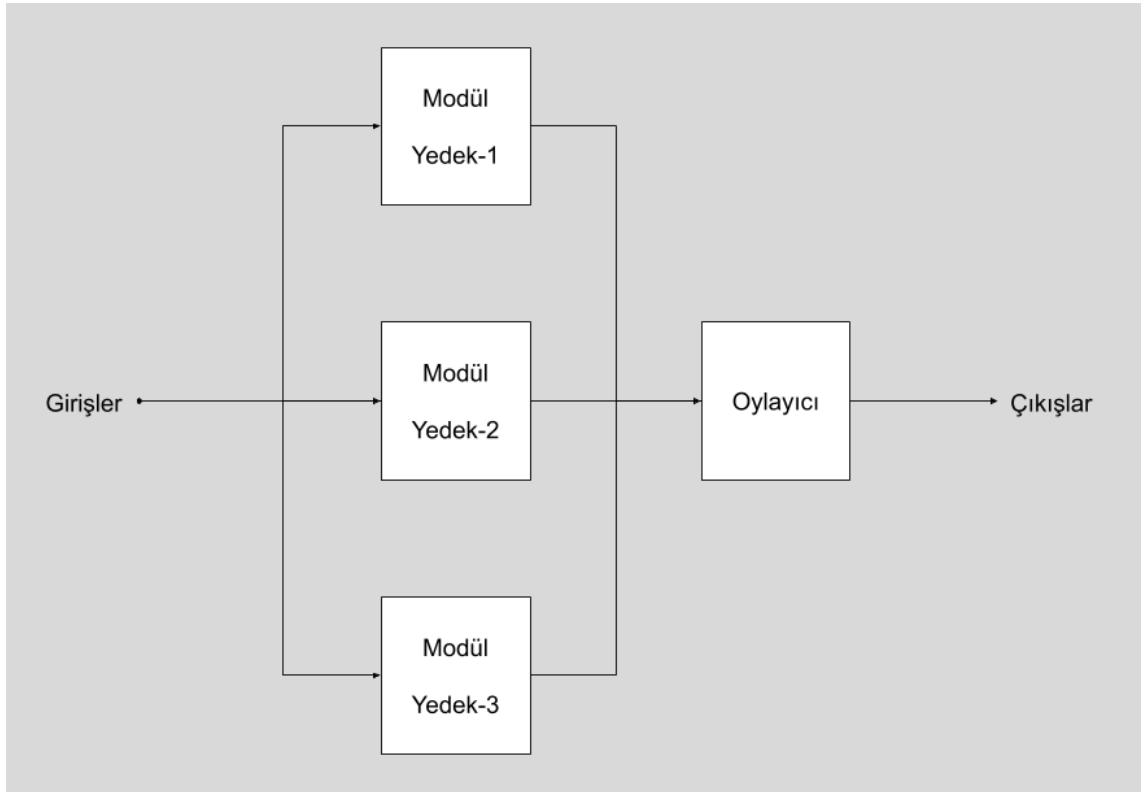 Modül
Yedek-1
Girişler
Modül
Yedek-2
Oylayıcı
Çıkışlar
Modül
Yedek-3